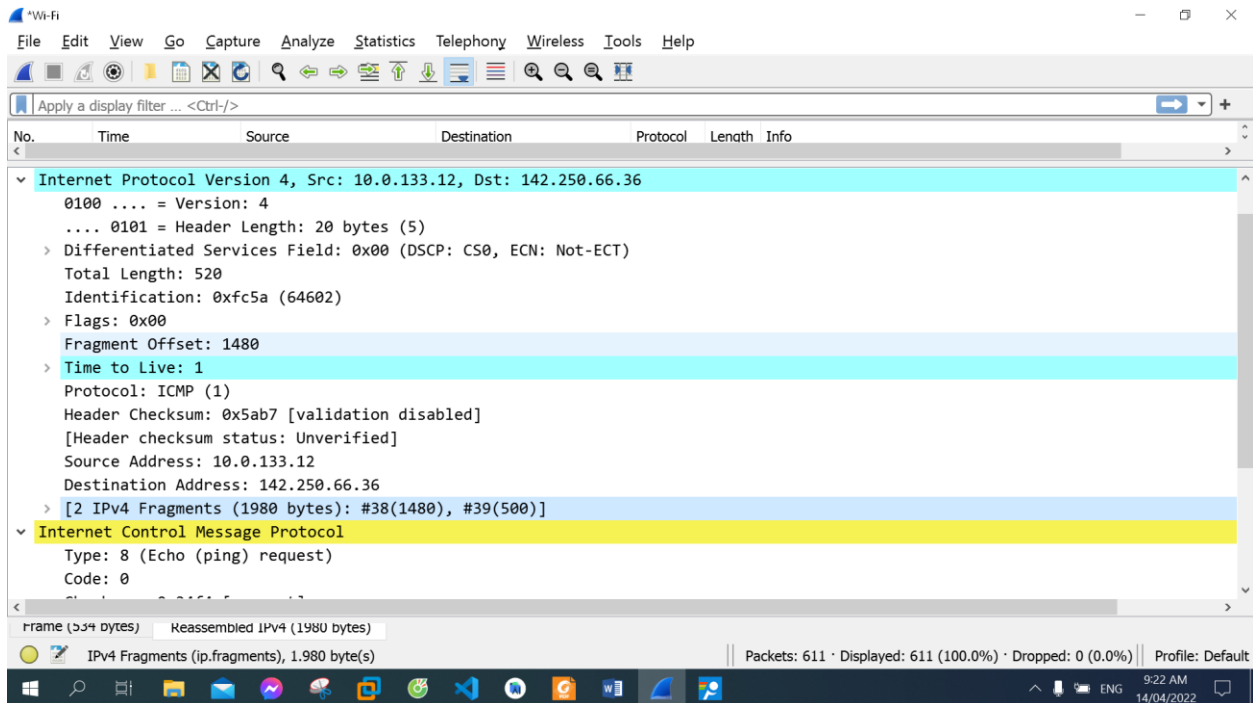 *Wi-Fi
File Edit View Go Capture Analyze Statistics Telephony Wireless Tools Help
Apply a display filter ... <Ctrl-/>
No. Time Source Destination Protocol Length Info
Internet Protocol Version 4, Src: 10.0.133.12, Dst: 142.250.66.36
0100 .... = Version: 4
.... 0101 = Header Length: 20 bytes (5)
Differentiated Services Field: 0x00 (DSCP: CS0, ECN: Not-ECT)
Total Length: 520
Identification: 0xfc5a (64602)
Flags: 0x00
Fragment Offset: 1480
Time to Live: 1
Protocol: ICMP (1)
Header Checksum: 0x5ab7 [validation disabled]
[Header checksum status: Unverified]
Source Address: 10.0.133.12
Destination Address: 142.250.66.36
[2 IPv4 Fragments (1980 bytes): #38(1480), #39(500)]
Internet Control Message Protocol
Type: 8 (Echo (ping) request)
Code: 0
Frame (534 bytes) Reassembled IPv4 (1980 bytes)
IPv4 Fragments (ip.fragments), 1.980 byte(s) Packets: 611 · Displayed: 611 (100.0%) · Dropped: 0 (0.0%) Profile: Default
ENG 9:22 AM
14/04/2022